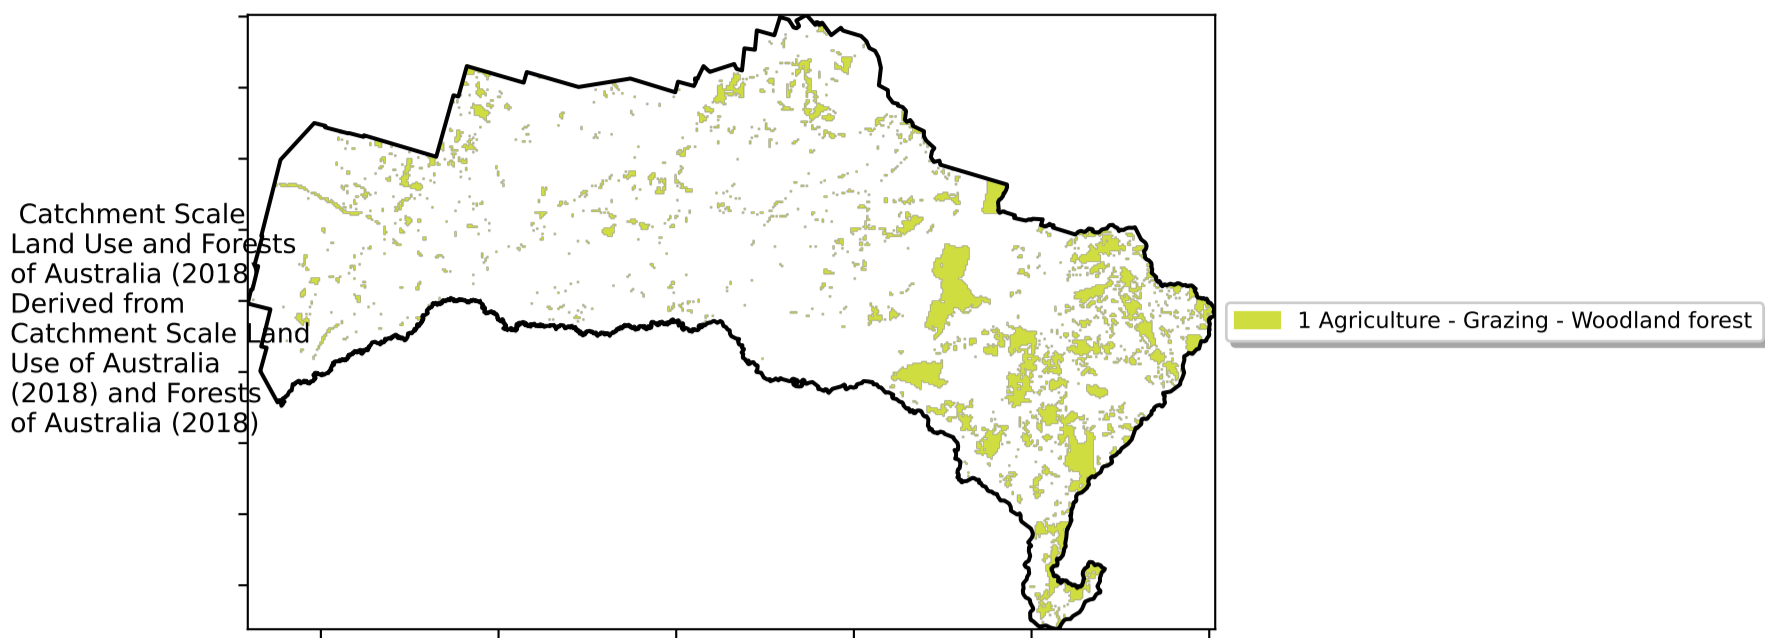 Catchment Scale
Land Use and Forests
of Australia (2018)
Derived from
Catchment Scale Land
Use of Australia
(2018) and Forests
of Australia (2018)
1 Agriculture - Grazing - Woodland forest